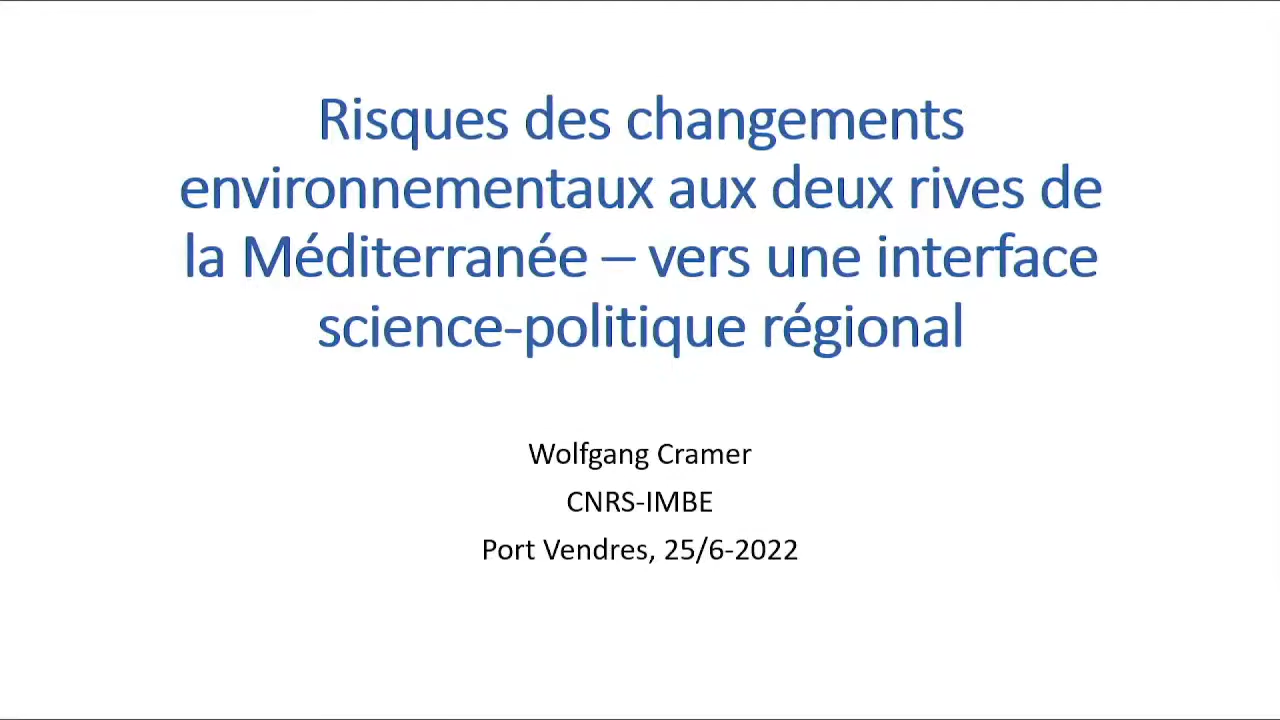 Risques des changements
environnementaux aux deux rives de
la Méditerranée – vers une interface
science-politique régional
Wolfgang Cramer
CNRS-IMBE
Port Vendres, 25/6-2022